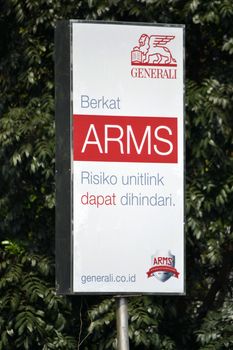 GENERALI
Berkat
ARMS
Risiko unitlink
dapat dihindari.
ARMS
generali.co.id